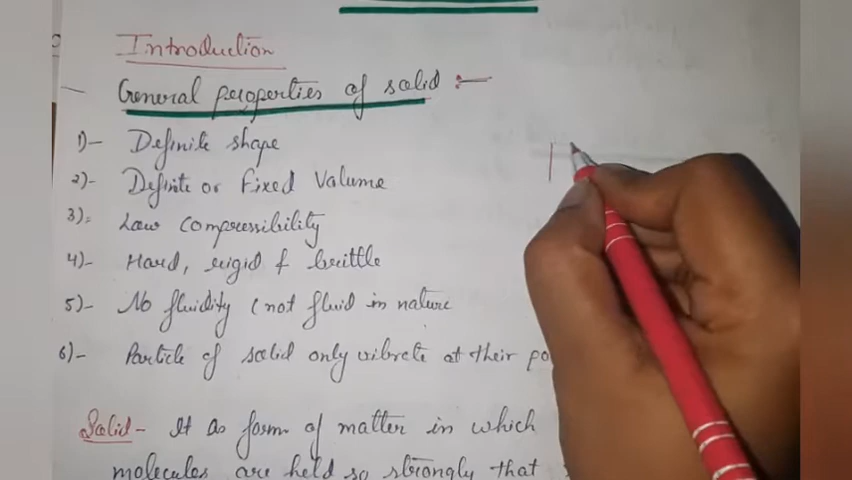 Introduction
General properties of solid :-
1)- Definite shape
2)- Definite or fixed Volume
3)- Low compressibility
4)- Hard, rigid & brittle
5)- No fluidity (not fluid in nature
6)- Particle of solid only vibrate at their po
Solid- It is form of matter in which
molecules are held so strongly that